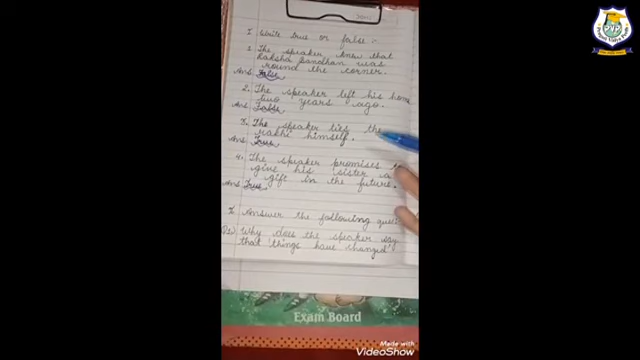 I Write true or false :-
1. The speaker knew that
Raksha Bandhan was
round the corner.
Ans False
2. The speaker left his home
two years ago.
Ans False
3. The speaker ties the
rakhi himself.
Ans True
4. The speaker promises to
give his sister a
gift in the future.
Ans True
II Answer the following
Q1. Why does the speaker say
that things have changed
Exam Board
Made with
VideoShow
PVP